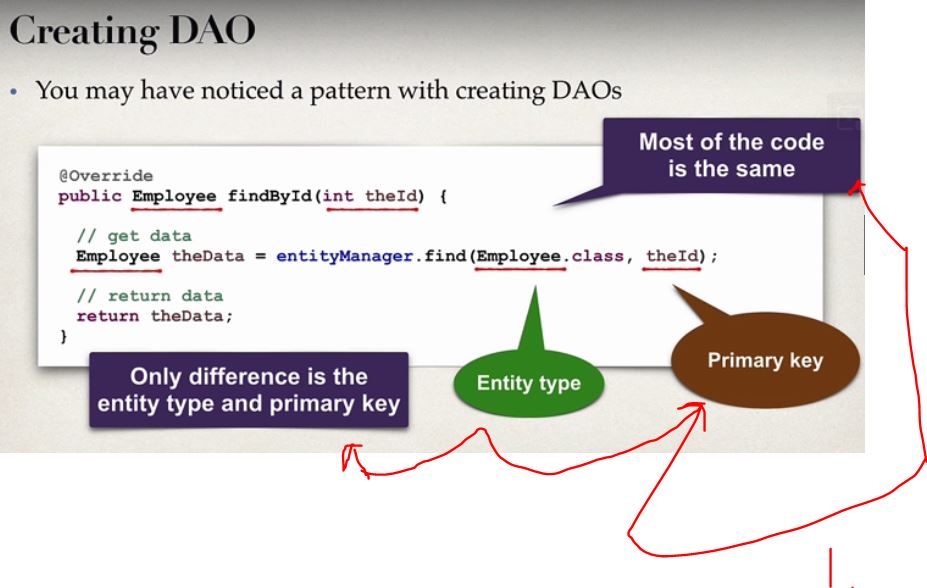 Creating DAO
• You may have noticed a pattern with creating DAOs
Most of the code
is the same
@Override
public Employee findById(int theId) {
// get data
Employee theData = entityManager.find(Employee.class, theId);
// return data
return theData;
}
Only difference is the
entity type and primary key
Entity type
Primary key